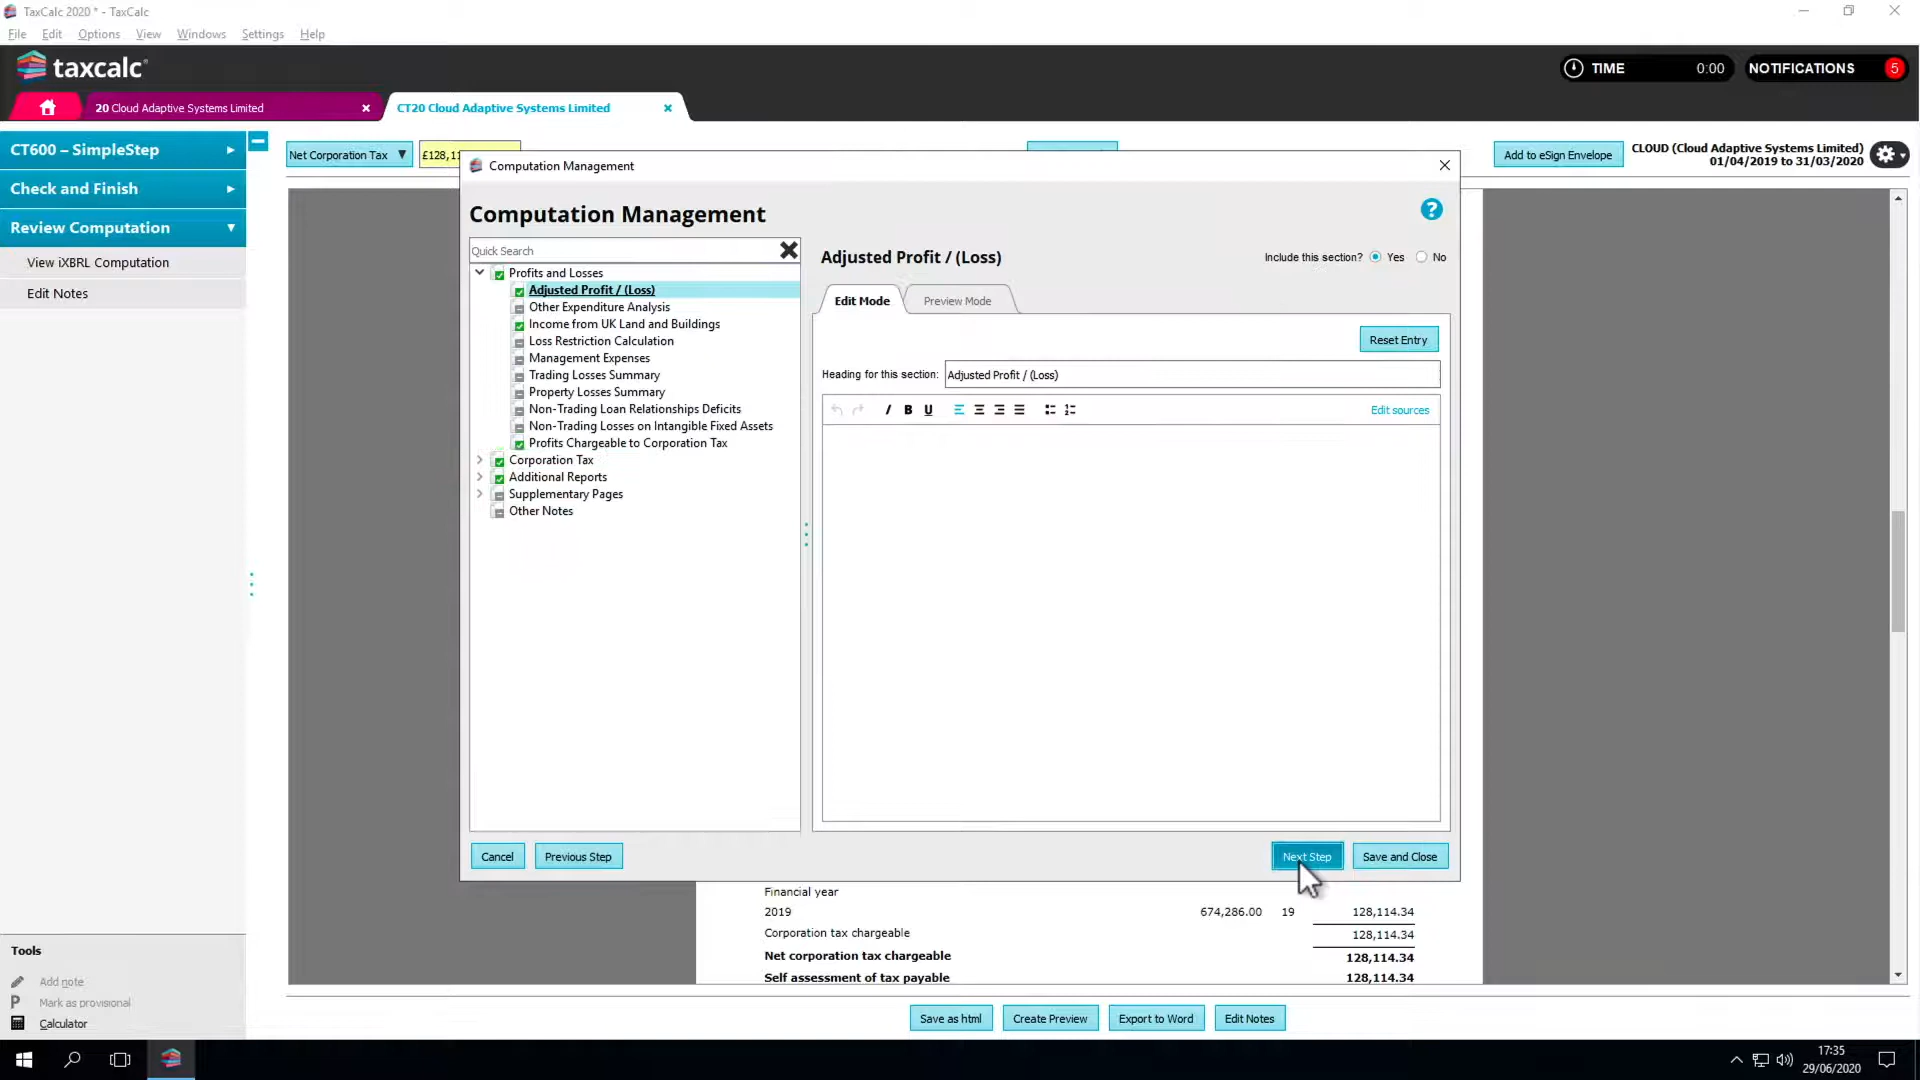 TaxCalc 2020 * - TaxCalc
File Edit Options View Windows Settings Help
taxcalc
TIME 0:00 NOTIFICATIONS 5
20 Cloud Adaptive Systems Limited
CT20 Cloud Adaptive Systems Limited
CT600 – SimpleStep
Check and Finish
Review Computation
View iXBRL Computation
Edit Notes
Net Corporation Tax £128,11
Add to eSign Envelope
CLOUD (Cloud Adaptive Systems Limited)
01/04/2019 to 31/03/2020
Computation Management
Computation Management
?
Quick Search
Profits and Losses
Adjusted Profit / (Loss)
Other Expenditure Analysis
Income from UK Land and Buildings
Loss Restriction Calculation
Management Expenses
Trading Losses Summary
Property Losses Summary
Non-Trading Loan Relationships Deficits
Non-Trading Losses on Intangible Fixed Assets
Profits Chargeable to Corporation Tax
Corporation Tax
Additional Reports
Supplementary Pages
Other Notes
Adjusted Profit / (Loss)
Include this section? Yes No
Edit Mode Preview Mode
Reset Entry
Heading for this section: Adjusted Profit / (Loss)
I B U Edit sources
Cancel Previous Step Next Step Save and Close
Financial year
2019 674,286.00 19 128,114.34
Corporation tax chargeable 128,114.34
Net corporation tax chargeable 128,114.34
Self assessment of tax payable 128,114.34
Save as html Create Preview Export to Word Edit Notes
Tools
Add note
P Mark as provisional
Calculator
17:35
29/06/2020